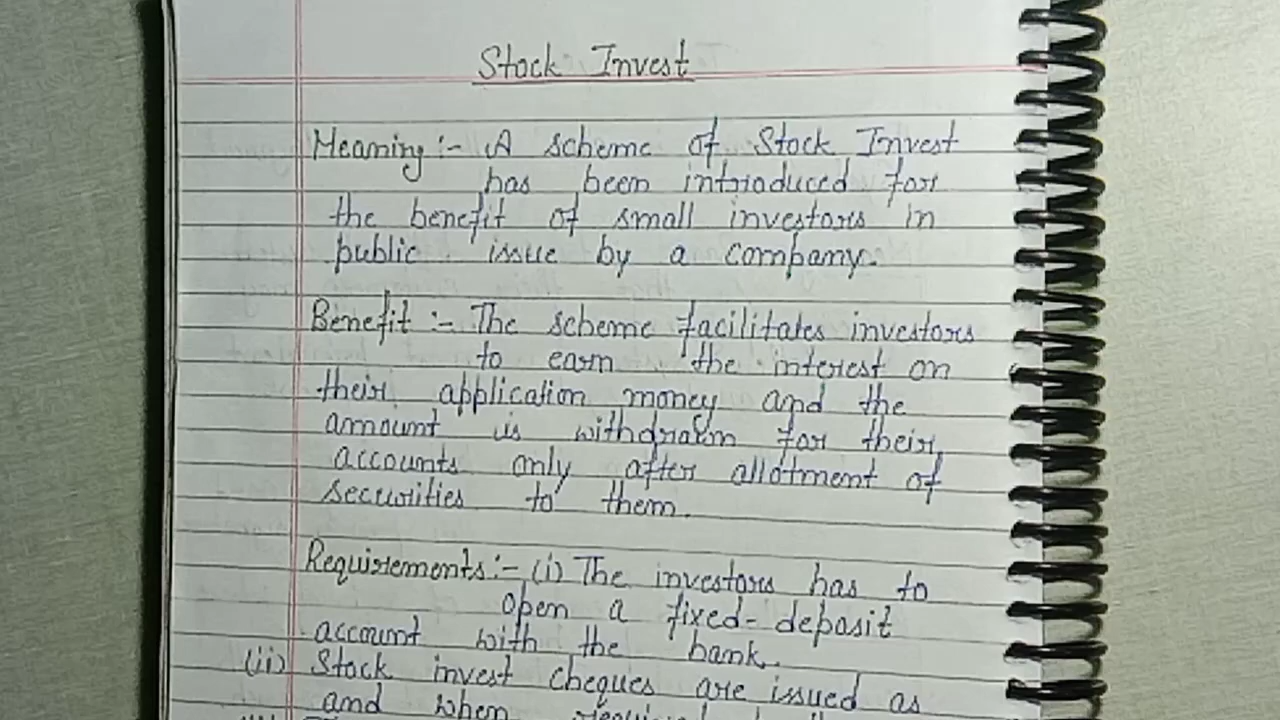 Stock Invest
Meaning :- A scheme of Stock Invest
has been introduced for
the benefit of small investors in
public issue by a company.
Benefit :- The scheme facilitates investors
to earn the interest on
their application money and the
amount is withdrawn for their
accounts only after allotment of
securities to them.
Requirements :- (i) The investors has to
open a fixed-deposit
account with the bank.
(ii) Stock invest cheques are issued as
and when